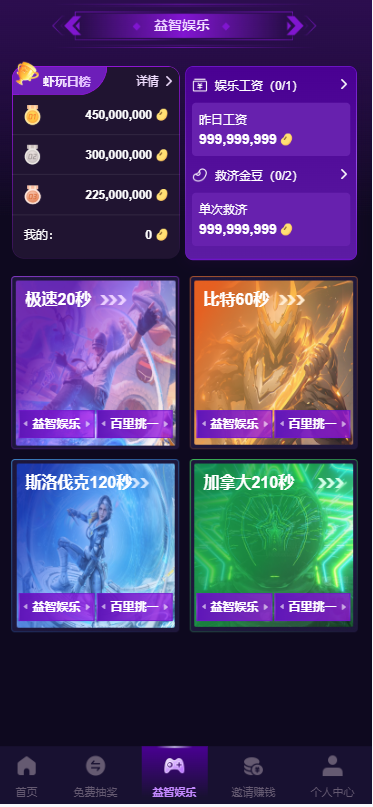 益智娱乐
虾玩日榜
详情
450,000,000
300,000,000
225,000,000
我的：
0
娱乐工资（0/1）
昨日工资
999,999,999
救济金豆（0/2）
单次救济
999,999,999
极速20秒
益智娱乐
百里挑一
比特60秒
益智娱乐
百里挑一
斯洛伐克120秒
益智娱乐
百里挑一
加拿大210秒
益智娱乐
百里挑一
首页
免费抽奖
益智娱乐
邀请赚钱
个人中心